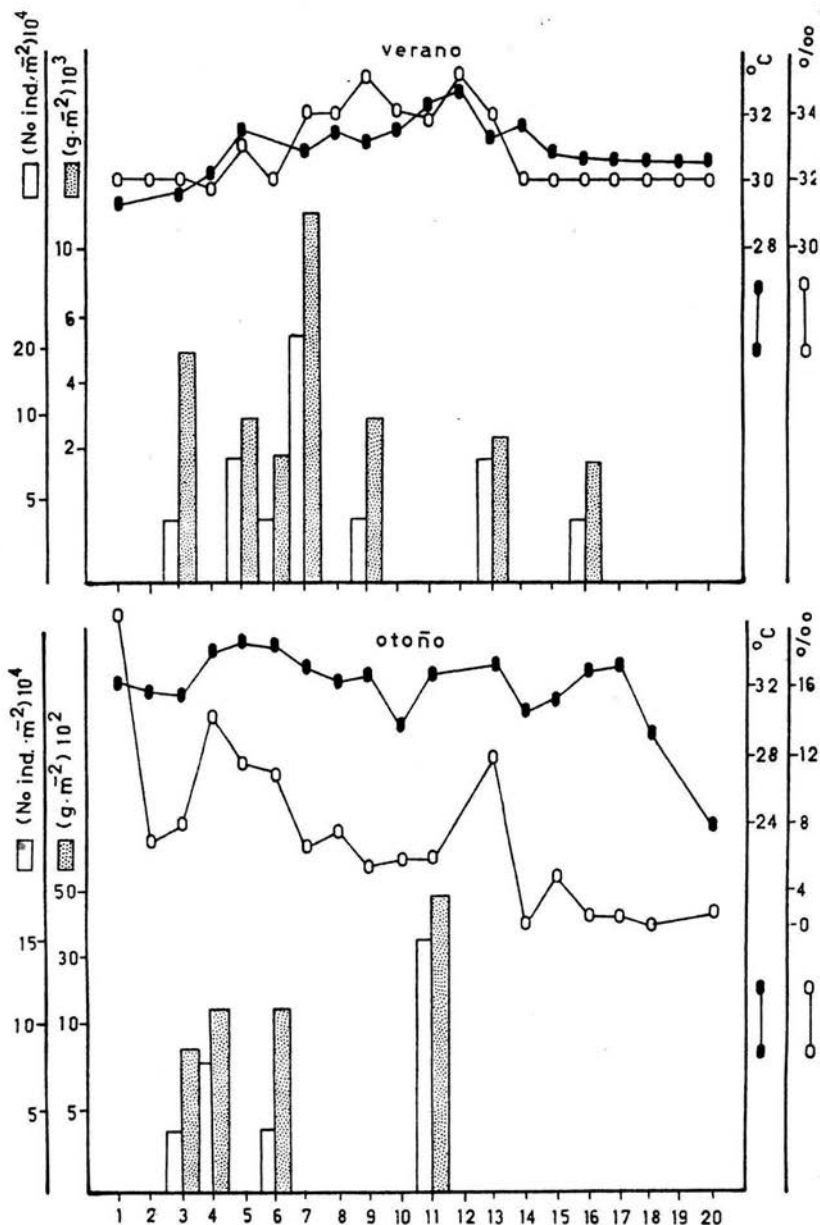 verano
(No ind.·m̄²)10⁴
(g·m̄²)10³
°C
º/oo
20
10
5
10
6
4
2
32
30
28
34
32
30
otoño
(No ind.·m̄²)10⁴
(g·m̄²)10²
°C
º/oo
15
10
5
50
30
10
5
32
28
24
16
12
8
4
0
1 2 3 4 5 6 7 8 9 10 11 12 13 14 15 16 17 18 19 20